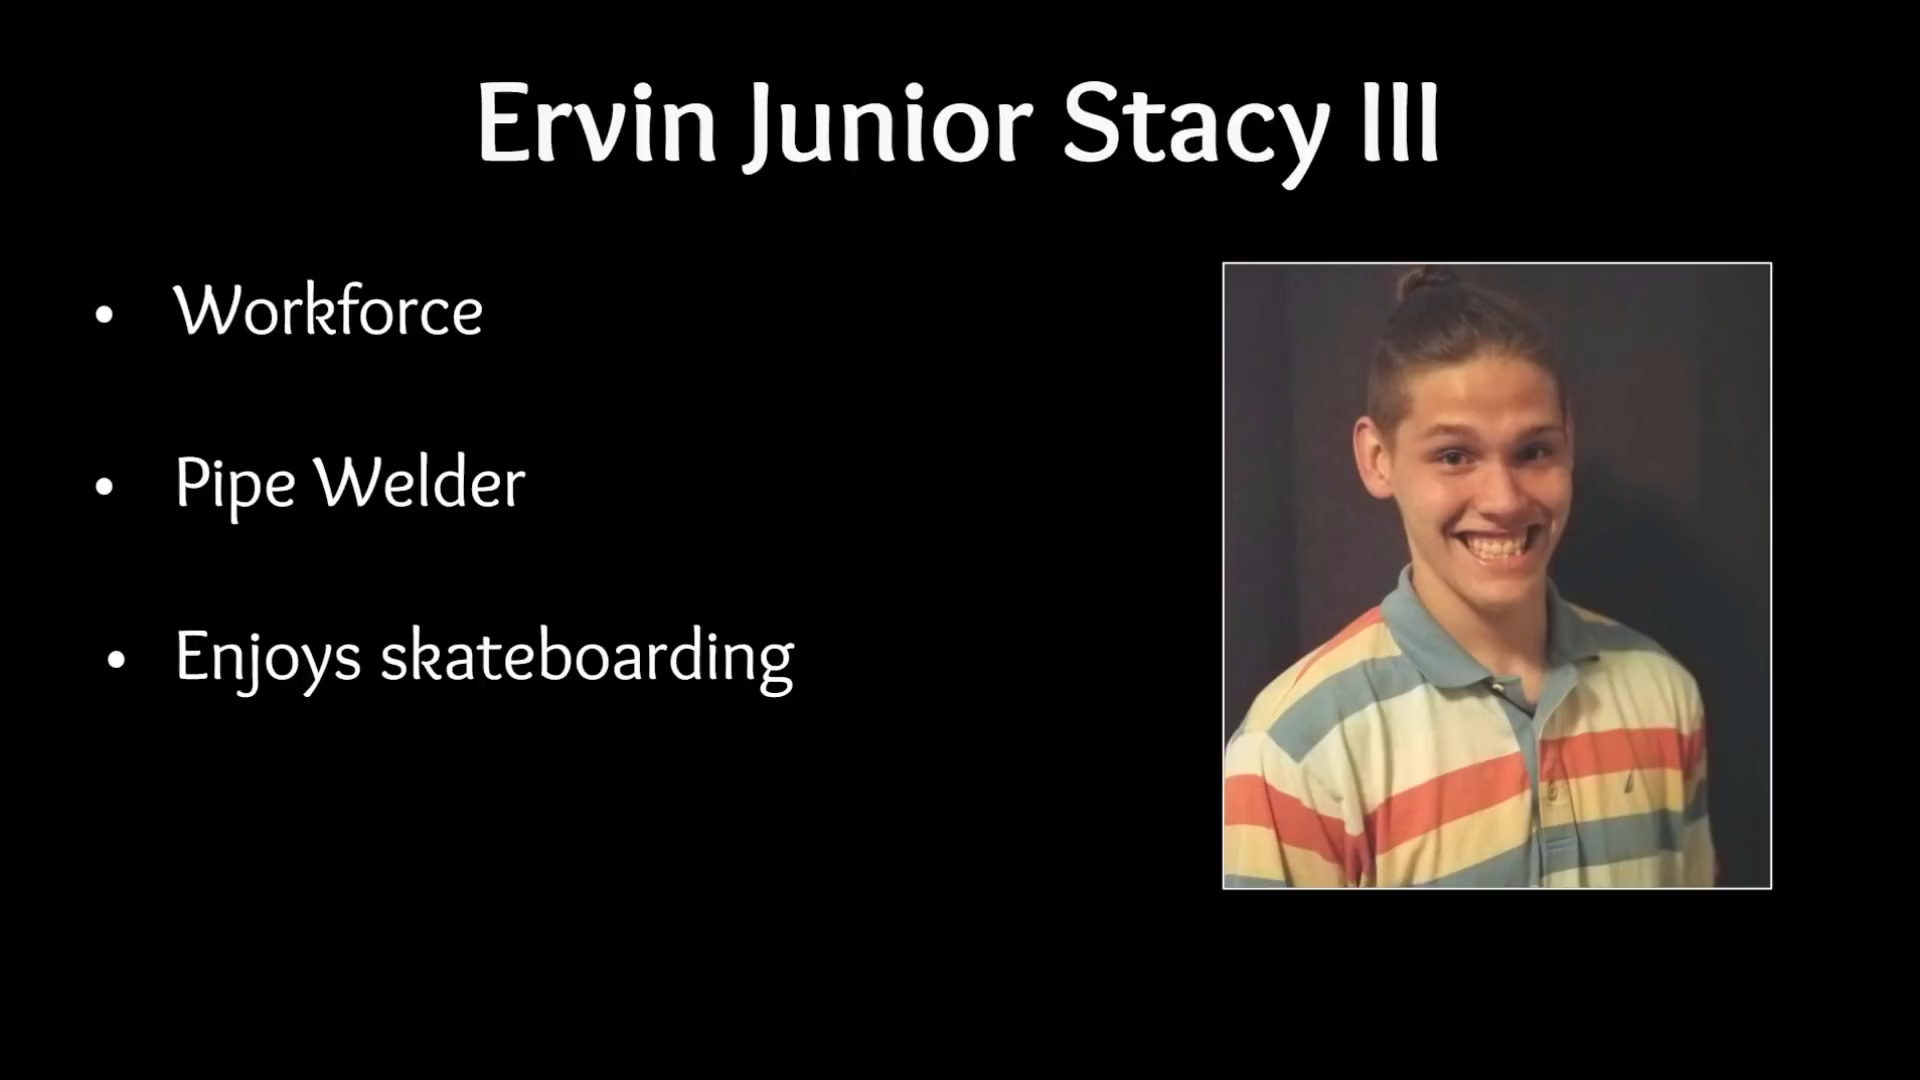 Ervin Junior Stacy III
• Workforce
• Pipe Welder
• Enjoys skateboarding